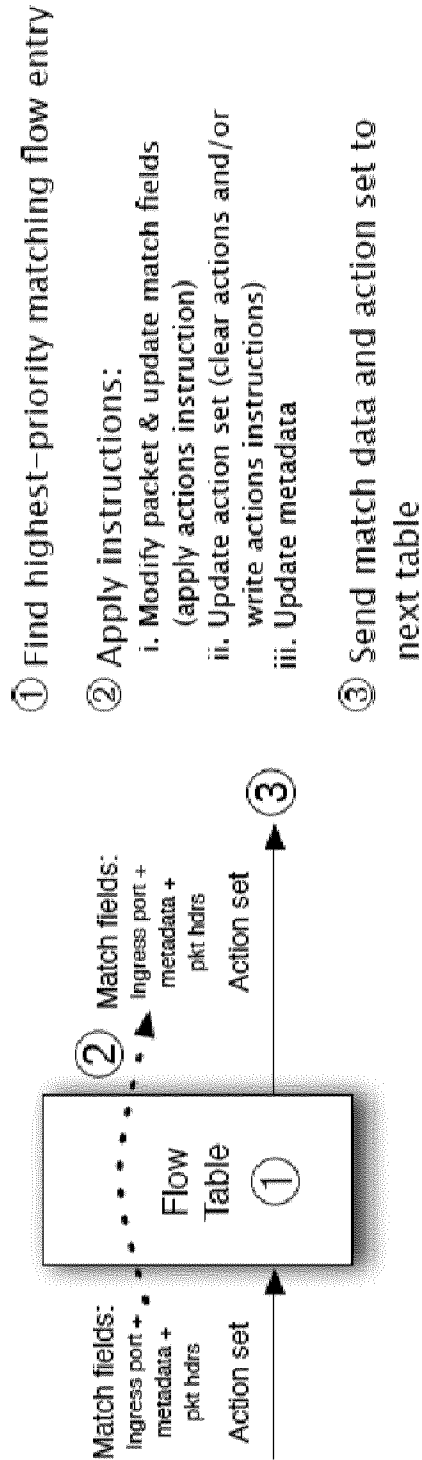 Match fields:
Ingress port +
metadata +
pkt hdrs
Action set
Flow
Table
①
②
Match fields:
Ingress port +
metadata +
pkt hdrs
Action set
③
① Find highest-priority matching flow entry
② Apply instructions:
i. Modify packet & update match fields
(apply actions instruction)
ii. Update action set (clear actions and/or
write actions instructions)
iii. Update metadata
③ Send match data and action set to
next table